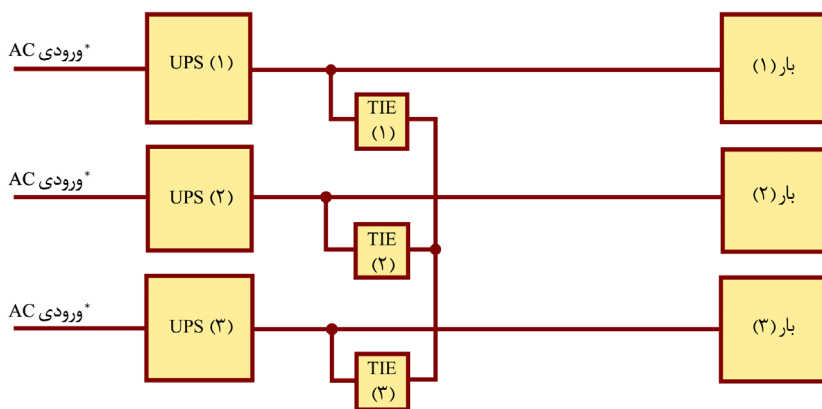 ورودی AC*
UPS (۱)
بار (۱)
TIE
(۱)
ورودی AC*
UPS (۲)
بار (۲)
TIE
(۲)
ورودی AC*
UPS (۳)
بار (۳)
TIE
(۳)